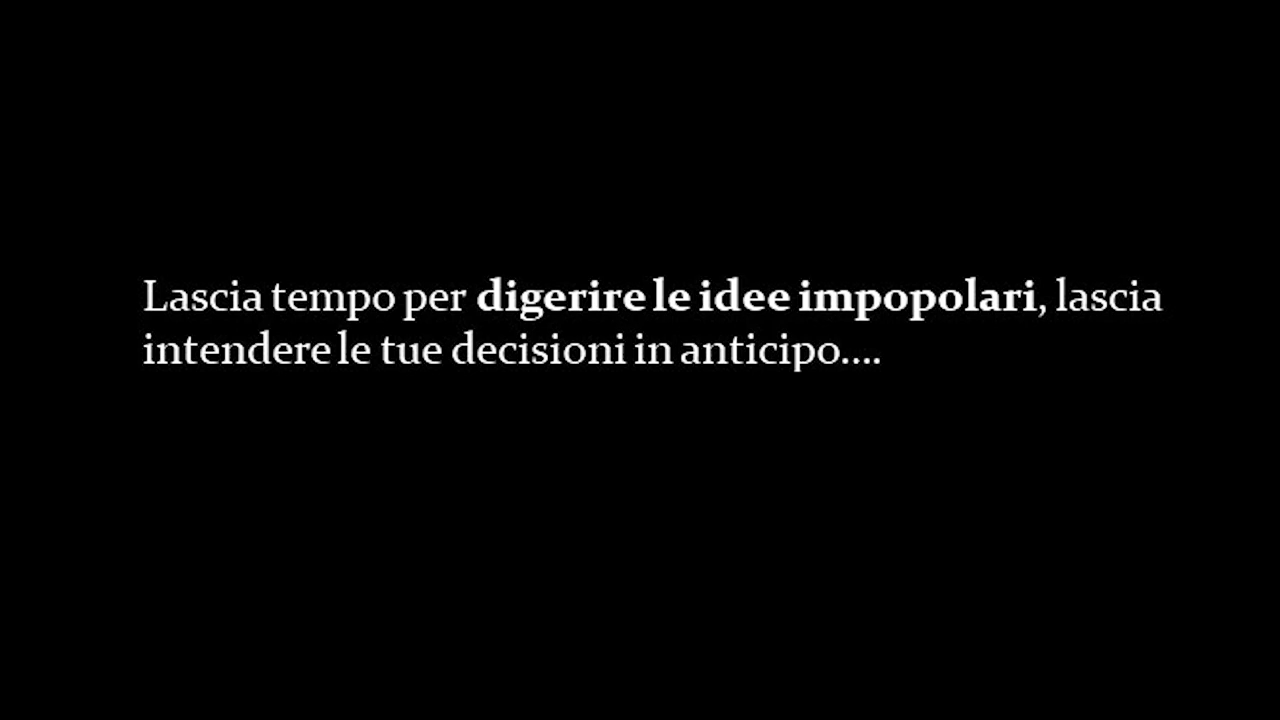 Lascia tempo per digerire le idee impopolari, lascia
intendere le tue decisioni in anticipo....